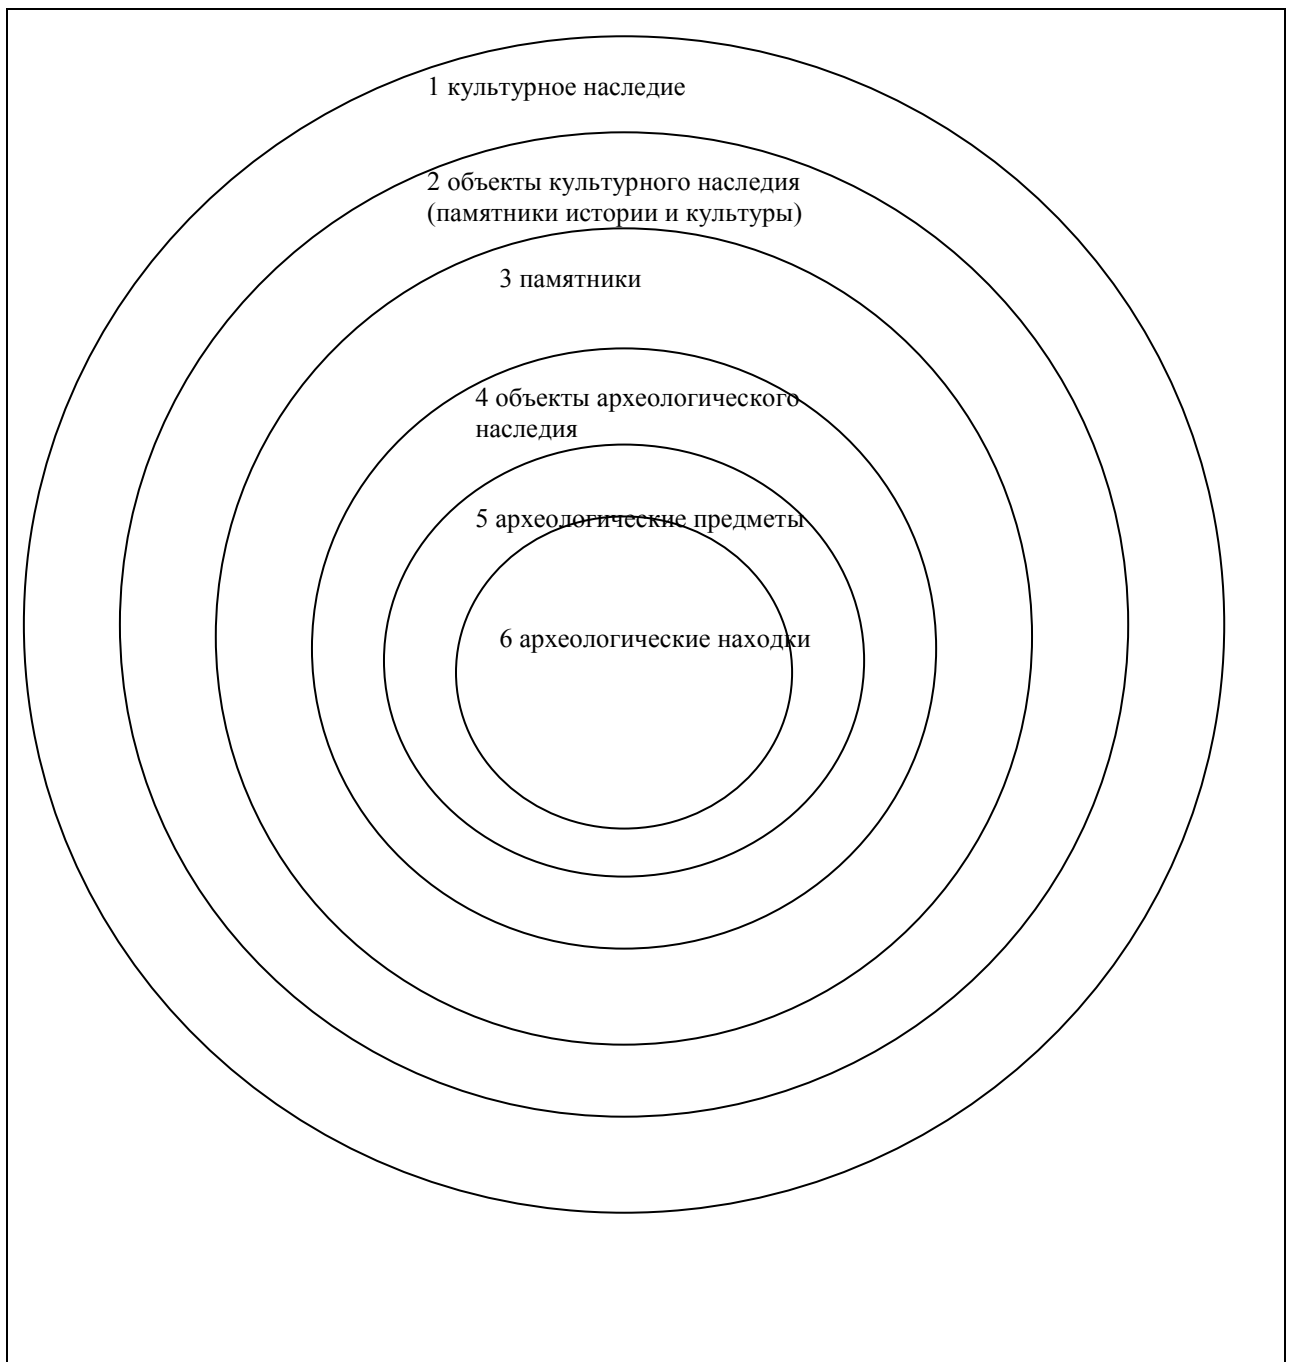 1 культурное наследие
2 объекты культурного наследия
(памятники истории и культуры)
3 памятники
4 объекты археологического
наследия
5 археологические предметы
6 археологические находки